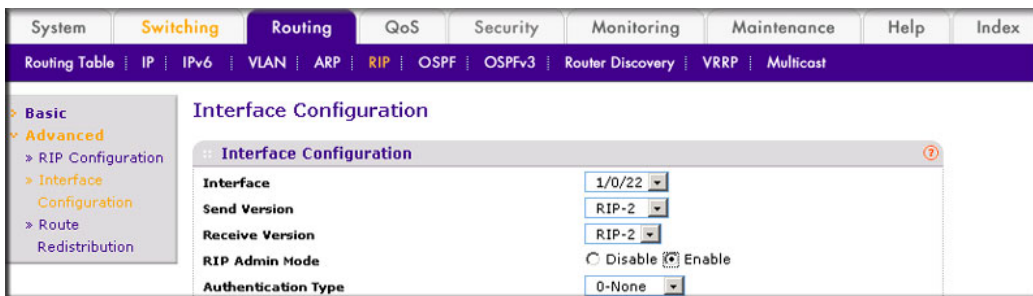 System Switching Routing QoS Security Monitoring Maintenance Help Index
Routing Table | IP | IPv6 | VLAN | ARP | RIP | OSPF | OSPFv3 | Router Discovery | VRRP | Multicast
Basic
Advanced
» RIP Configuration
» Interface
Configuration
» Route
Redistribution
Interface Configuration
Interface Configuration ?
Interface 1/0/22
Send Version RIP-2
Receive Version RIP-2
RIP Admin Mode Disable Enable
Authentication Type 0-None